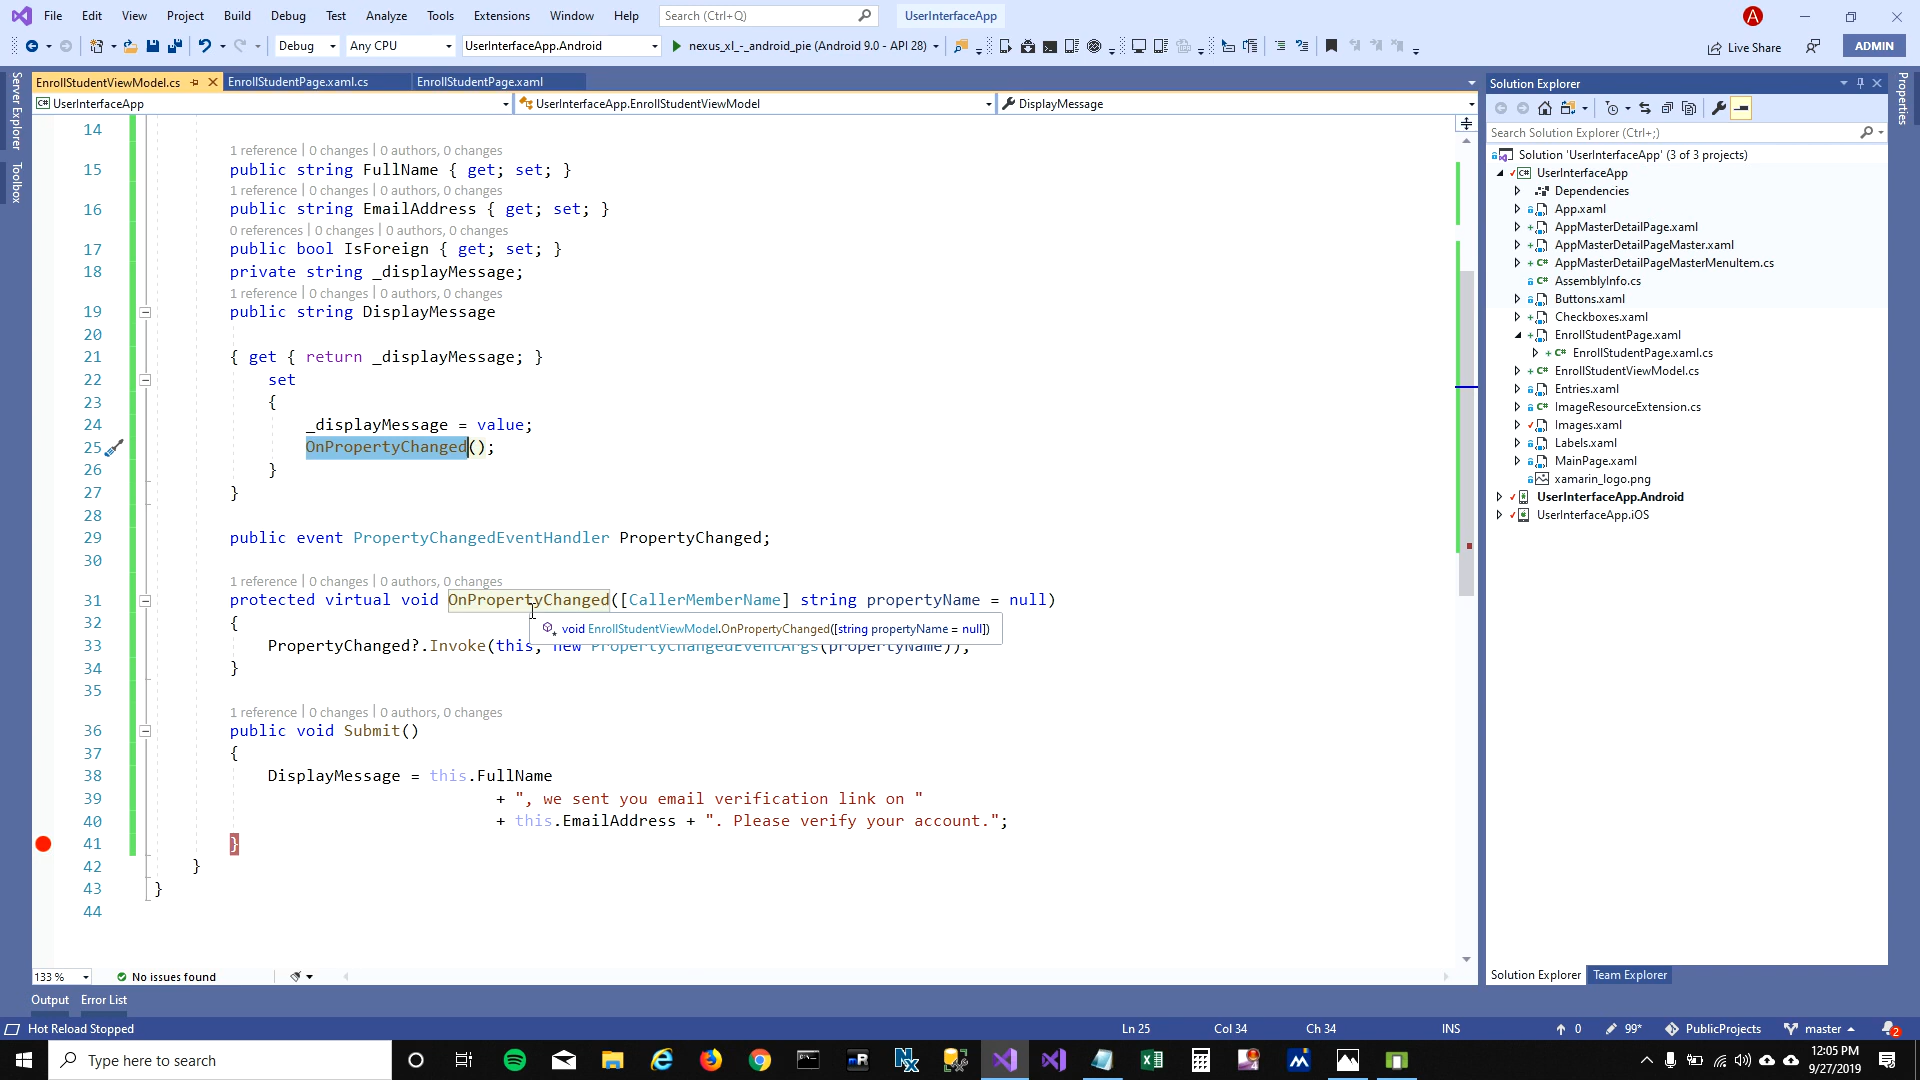 File Edit View Project Build Debug Test Analyze Tools Extensions Window Help Search (Ctrl+Q) UserInterfaceApp A
Debug Any CPU UserInterfaceApp.Android nexus_xl_-_android_pie (Android 9.0 - API 28) Live Share ADMIN
Server Explorer
Toolbox
EnrollStudentViewModel.cs EnrollStudentPage.xaml.cs EnrollStudentPage.xaml
UserInterfaceApp UserInterfaceApp.EnrollStudentViewModel DisplayMessage
14
1 reference | 0 changes | 0 authors, 0 changes
15 public string FullName { get; set; }
1 reference | 0 changes | 0 authors, 0 changes
16 public string EmailAddress { get; set; }
0 references | 0 changes | 0 authors, 0 changes
17 public bool IsForeign { get; set; }
18 private string _displayMessage;
1 reference | 0 changes | 0 authors, 0 changes
19 public string DisplayMessage
20
21 { get { return _displayMessage; }
22 set
23 {
24 _displayMessage = value;
25 OnPropertyChanged();
26 }
27 }
28
29 public event PropertyChangedEventHandler PropertyChanged;
30
1 reference | 0 changes | 0 authors, 0 changes
31 protected virtual void OnPropertyChanged([CallerMemberName] string propertyName = null)
32 {
void EnrollStudentViewModel.OnPropertyChanged([string propertyName = null])
33 PropertyChanged?.Invoke(this, new PropertyChangedEventArgs(propertyName));
34 }
35
1 reference | 0 changes | 0 authors, 0 changes
36 public void Submit()
37 {
38 DisplayMessage = this.FullName
39 + ", we sent you email verification link on "
40 + this.EmailAddress + ". Please verify your account.";
41 }
42 }
43 }
44
133 % No issues found
Output Error List
Solution Explorer
Search Solution Explorer (Ctrl+;)
Solution 'UserInterfaceApp' (3 of 3 projects)
UserInterfaceApp
Dependencies
App.xaml
AppMasterDetailPage.xaml
AppMasterDetailPageMaster.xaml
AppMasterDetailPageMasterMenuItem.cs
AssemblyInfo.cs
Buttons.xaml
Checkboxes.xaml
EnrollStudentPage.xaml
EnrollStudentPage.xaml.cs
EnrollStudentViewModel.cs
Entries.xaml
ImageResourceExtension.cs
Images.xaml
Labels.xaml
MainPage.xaml
xamarin_logo.png
UserInterfaceApp.Android
UserInterfaceApp.iOS
Solution Explorer Team Explorer
Properties
Hot Reload Stopped Ln 25 Col 34 Ch 34 INS 0 99* PublicProjects master 2
Type here to search 12:05 PM
9/27/2019